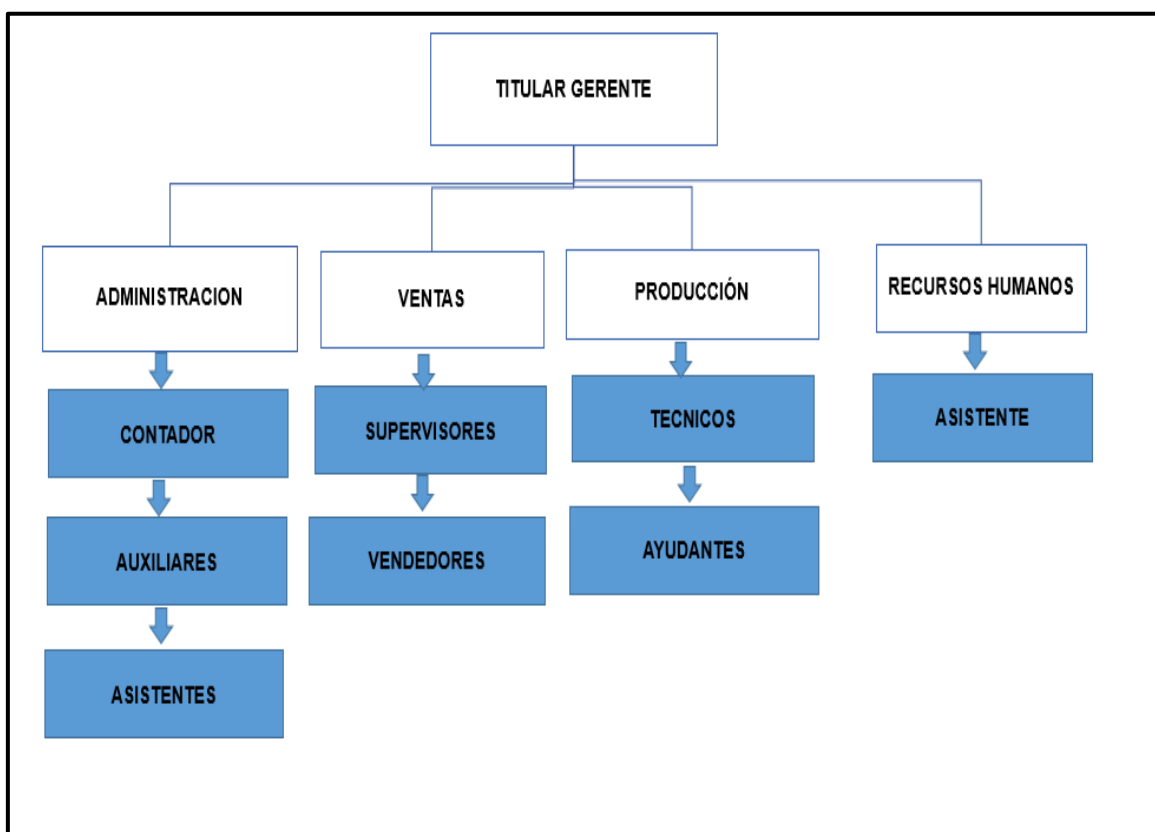 TITULAR GERENTE
ADMINISTRACION
VENTAS
PRODUCCIÓN
RECURSOS HUMANOS
CONTADOR
SUPERVISORES
TECNICOS
ASISTENTE
AUXILIARES
VENDEDORES
AYUDANTES
ASISTENTES